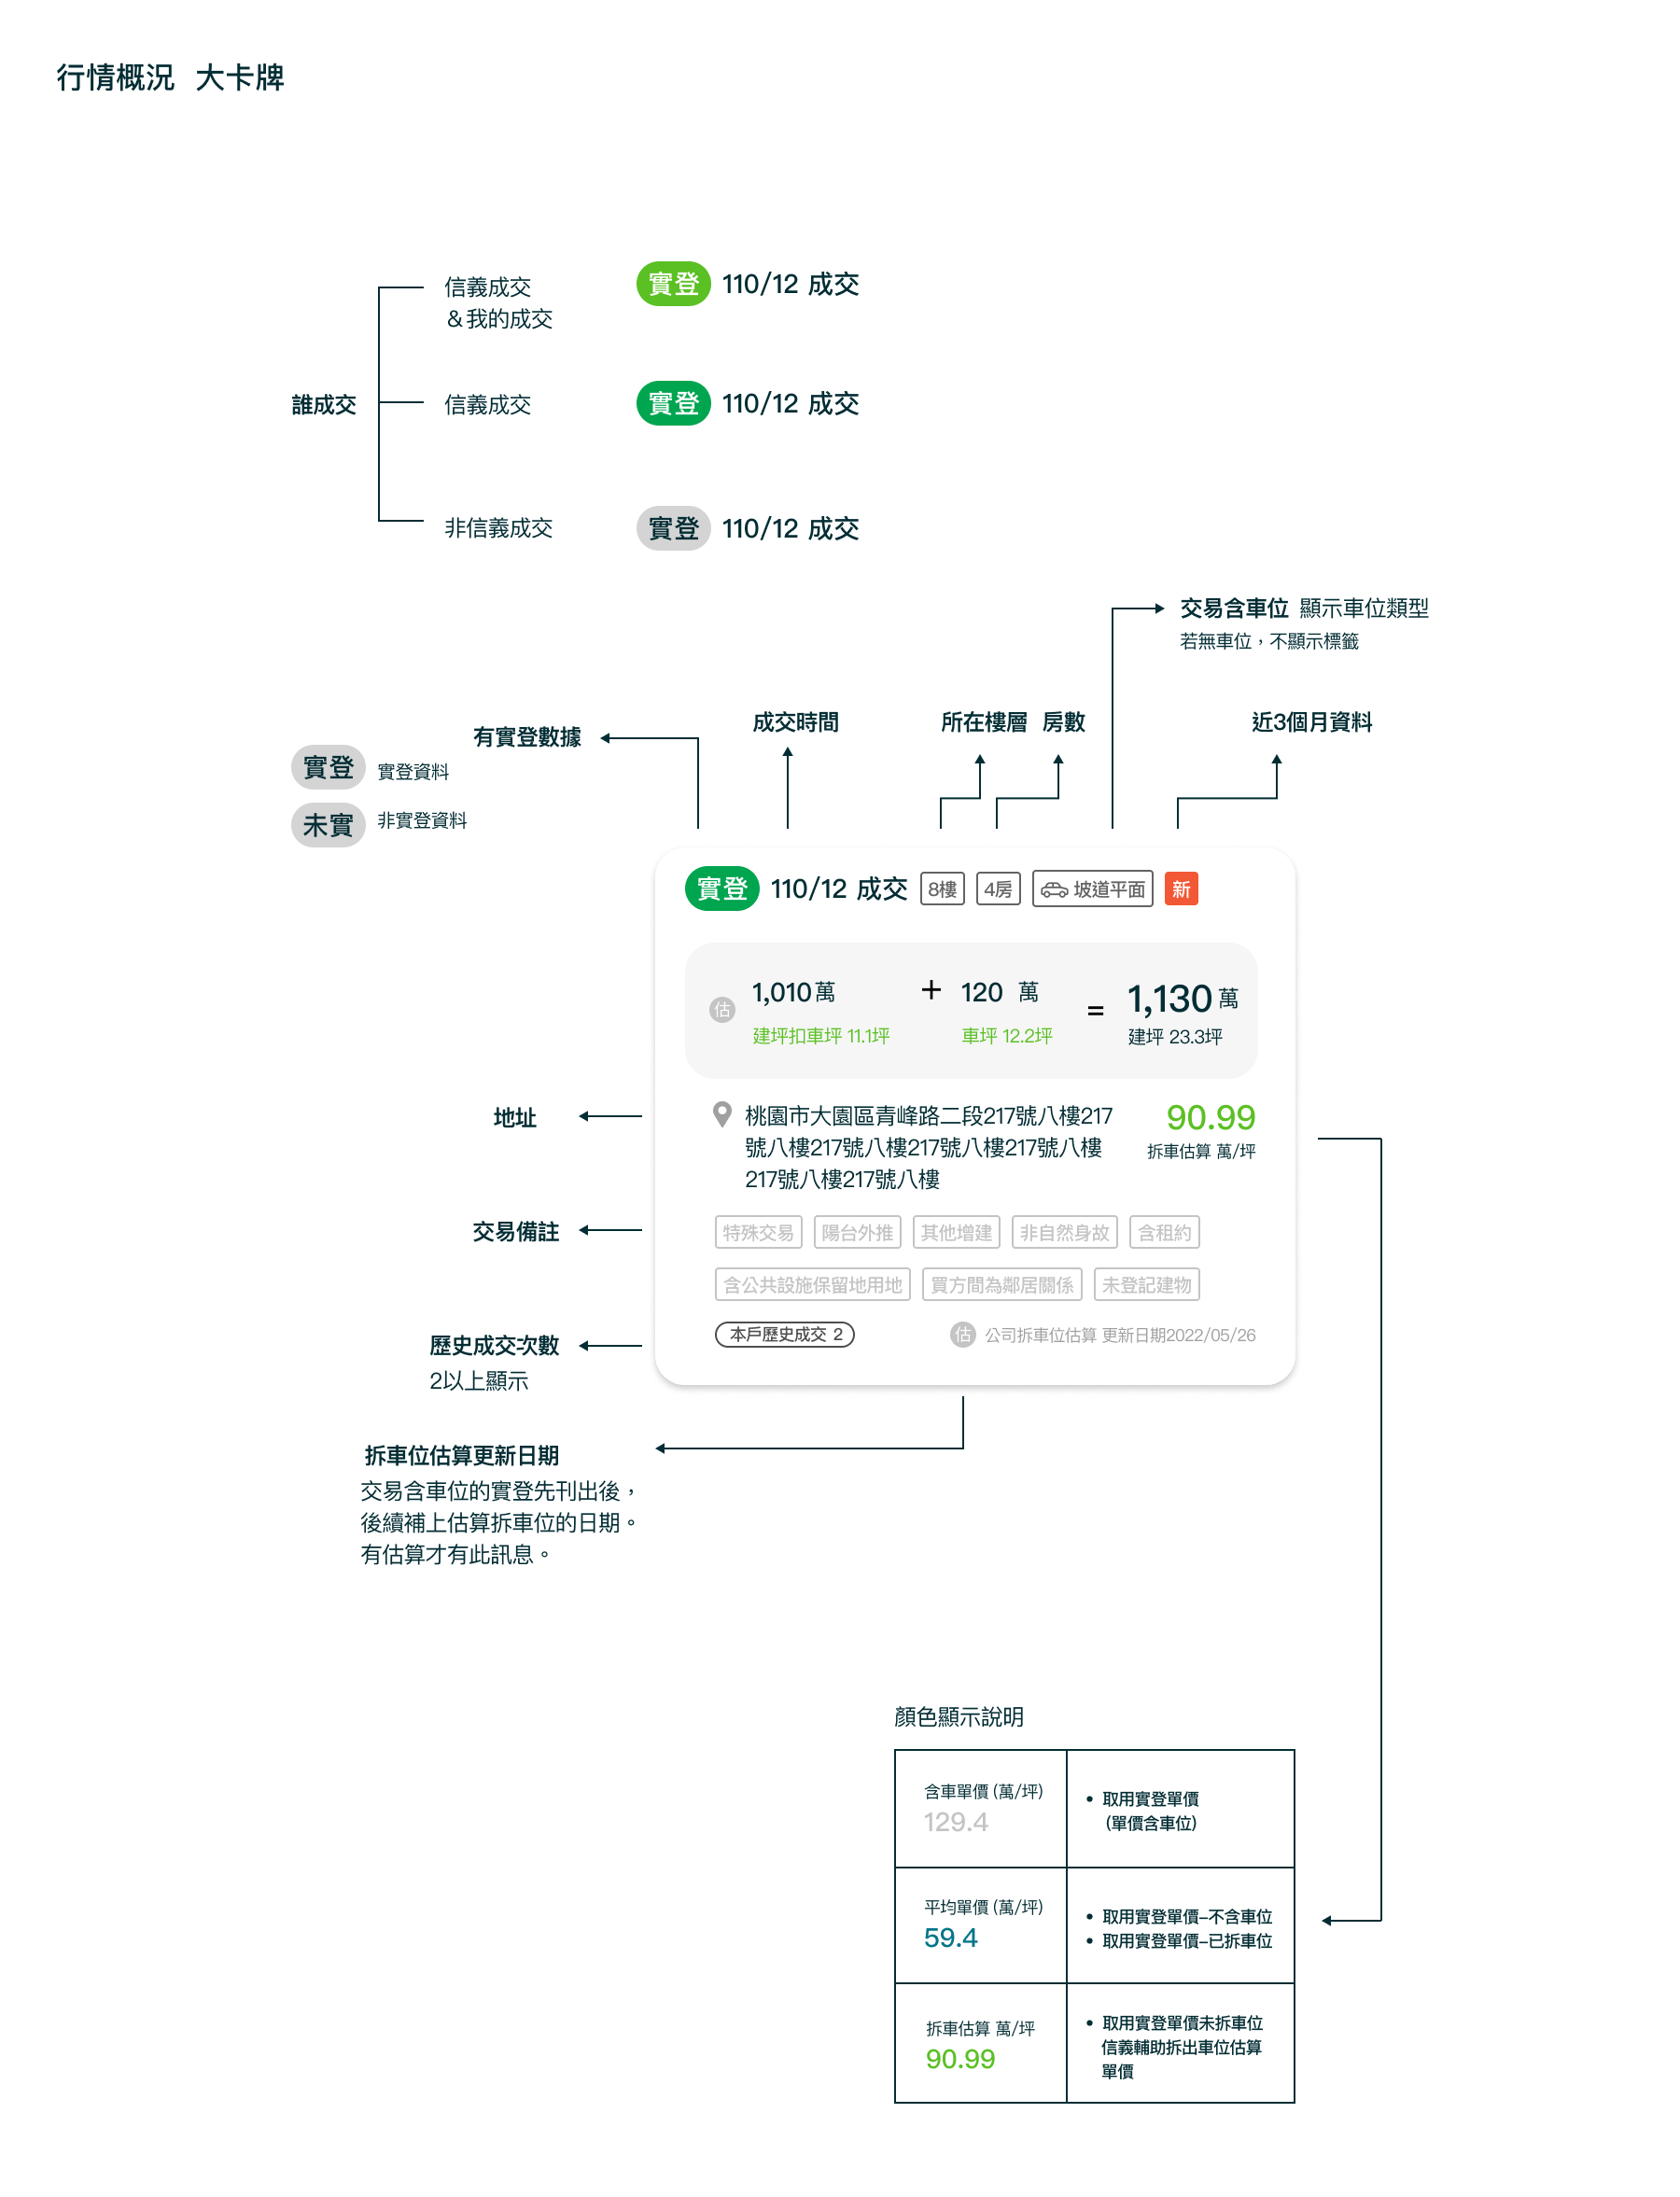 行情概況 大卡牌
信義成交
＆我的成交
實登 110/12 成交
誰成交
信義成交
實登 110/12 成交
非信義成交
實登 110/12 成交
交易含車位 顯示車位類型
若無車位，不顯示標籤
有實登數據
成交時間
所在樓層
房數
近3個月資料
實登 實登資料
未實 非實登資料
實登 110/12 成交 8樓 4房 坡道平面 新
估 1,010萬 + 120 萬 = 1,130 萬
建坪扣車坪 11.1坪 車坪 12.2坪 建坪 23.3坪
地址
桃園市大園區青峰路二段217號八樓217
號八樓217號八樓217號八樓217號八樓
217號八樓217號八樓
90.99
拆車估算 萬/坪
交易備註
特殊交易 陽台外推 其他增建 非自然身故 含租約
含公共設施保留地用地 買方間為鄰居關係 未登記建物
歷史成交次數
2以上顯示
本戶歷史成交 2
估 公司拆車位估算 更新日期2022/05/26
拆車位估算更新日期
交易含車位的實登先刊出後，
後續補上估算拆車位的日期。
有估算才有此訊息。
顏色顯示說明
含車單價 (萬/坪)
129.4
• 取用實登單價
(單價含車位)
平均單價 (萬/坪)
59.4
• 取用實登單價–不含車位
• 取用實登單價–已拆車位
拆車估算 萬/坪
90.99
• 取用實登單價未拆車位
信義輔助拆出車位估算
單價